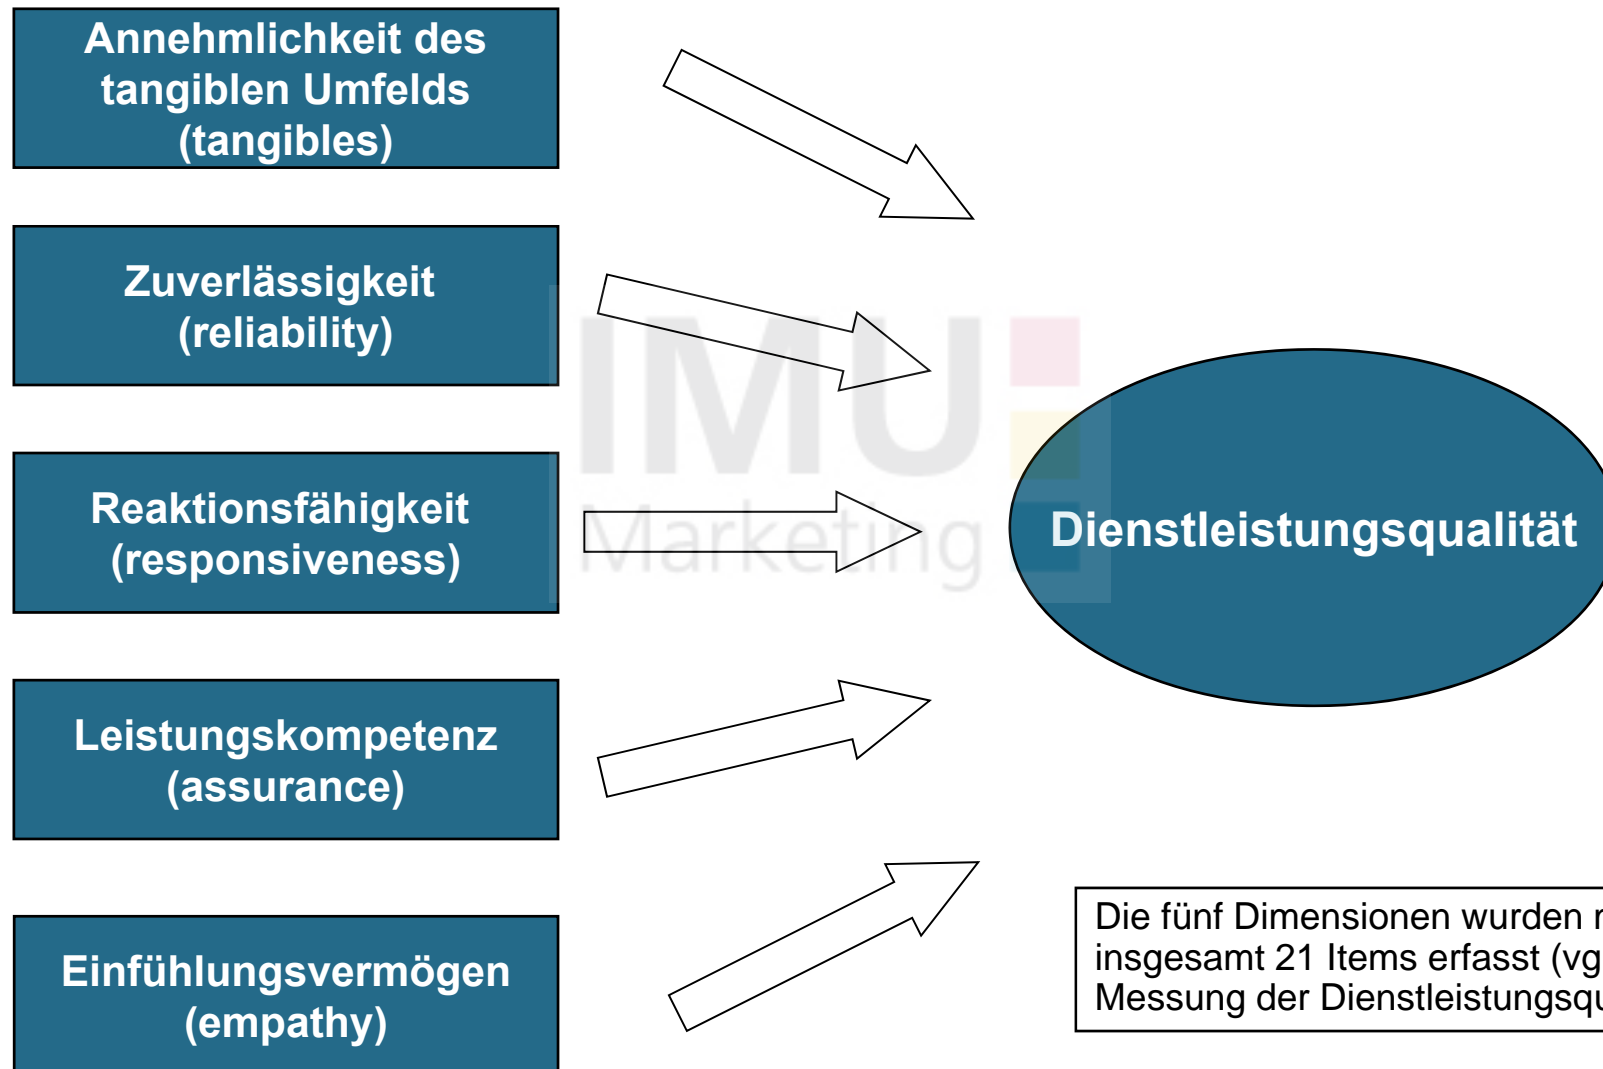 Annehmlichkeit des
tangiblen Umfelds
(tangibles)
Zuverlässigkeit
(reliability)
Reaktionsfähigkeit
(responsiveness)
Leistungskompetenz
(assurance)
Einfühlungsvermögen
(empathy)
IMU
Marketing
Dienstleistungsqualität
Die fünf Dimensionen wurden
insgesamt 21 Items erfasst
Messung der